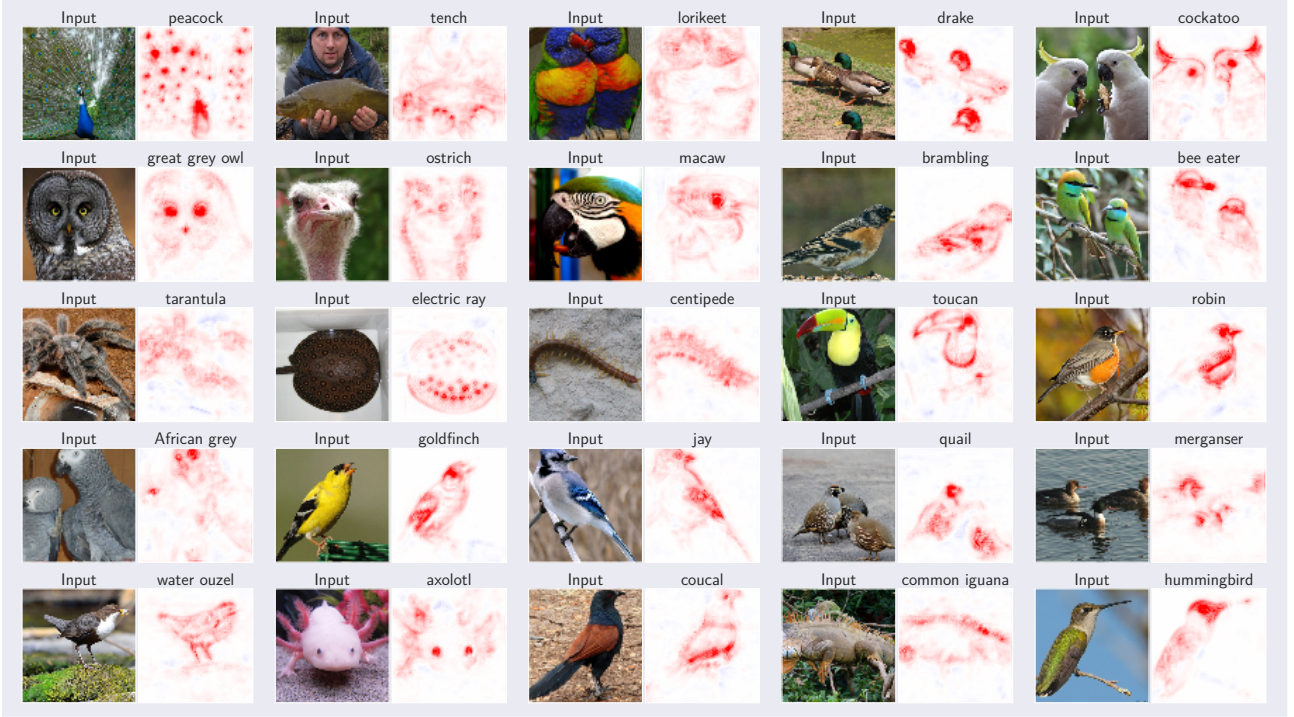 Input peacock Input tench Input lorikeet Input drake Input cockatoo
Input great grey owl Input ostrich Input macaw Input brambling Input bee eater
Input tarantula Input electric ray Input centipede Input toucan Input robin
Input African grey Input goldfinch Input jay Input quail Input merganser
Input water ouzel Input axolotl Input coucal Input common iguana Input hummingbird